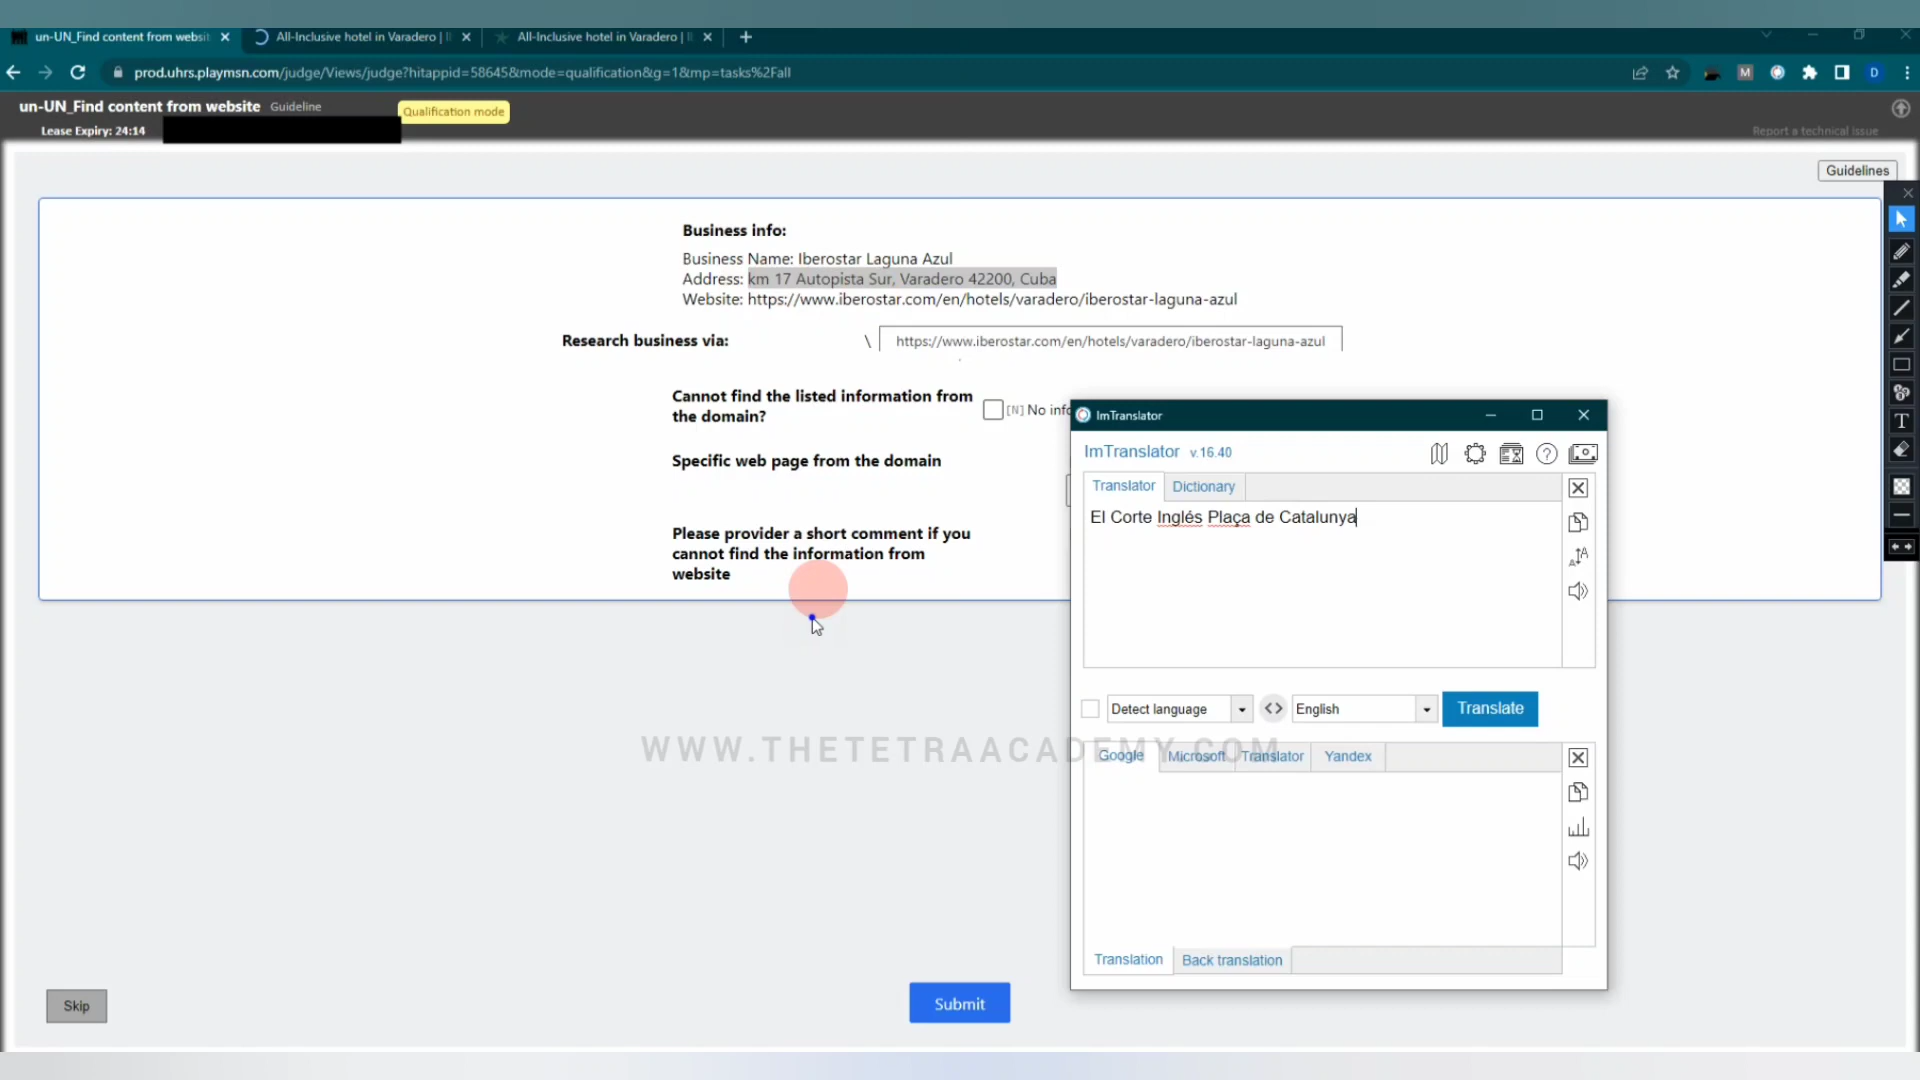 un-UN_Find content from websit
All-Inclusive hotel in Varadero | I
All-Inclusive hotel in Varadero | I
prod.uhrs.playmsn.com/judge/Views/judge?hitappid=58645&mode=qualification&g=1&mp=tasks%2Fall
M
D
un-UN_Find content from website Guideline
Qualification mode
Lease Expiry: 24:14
Report a technical issue
Guidelines
Business info:
Business Name: Iberostar Laguna Azul
Address: km 17 Autopista Sur, Varadero 42200, Cuba
Website: https://www.iberostar.com/en/hotels/varadero/iberostar-laguna-azul
Research business via: \ https://www.iberostar.com/en/hotels/varadero/iberostar-laguna-azul
Cannot find the listed information from
the domain?
[N] No info
Specific web page from the domain
Please provider a short comment if you
cannot find the information from
website
ImTranslator
ImTranslator v.16.40
Translator Dictionary
El Corte Inglés Plaça de Catalunya
Detect language <> English Translate
WWW.THETETRAACADEMY.COM
Google Microsoft Translator Yandex
Translation Back translation
Skip
Submit